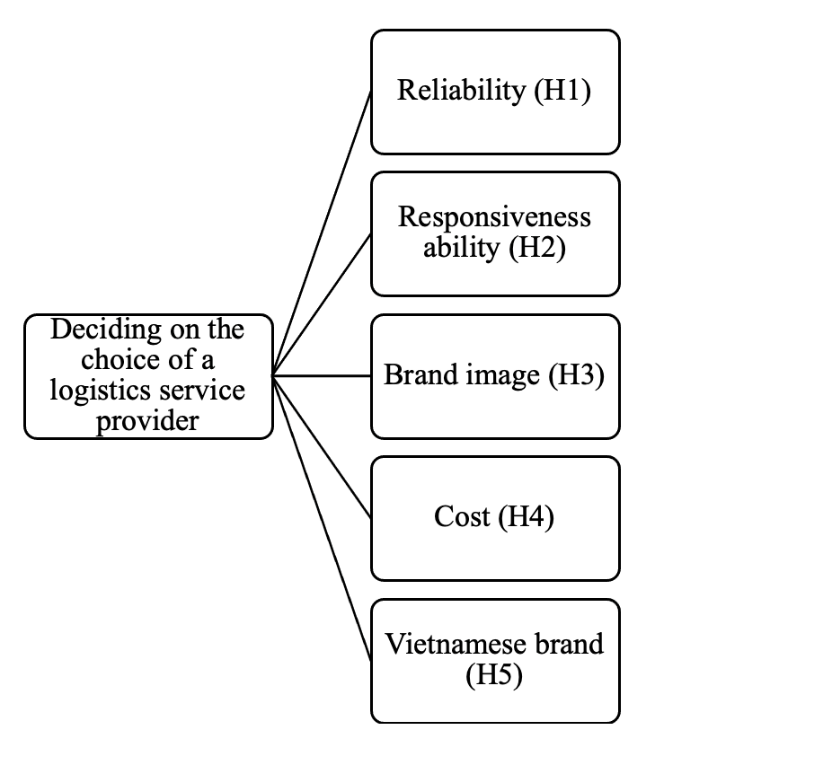 Reliability (H1)
Responsiveness
ability (H2)
Deciding on the
choice of a
logistics service
provider
Brand image (H3)
Cost (H4)
Vietnamese brand
(H5)